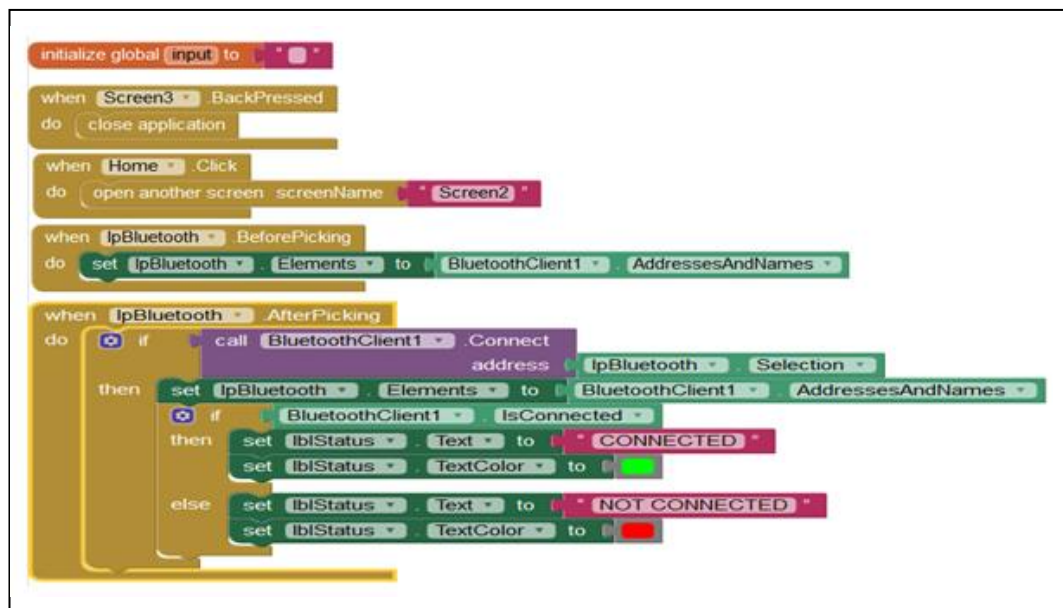 initialize global input to " "
when Screen3 .BackPressed
do close application
when Home .Click
do open another screen screenName " Screen2 "
when lpBluetooth .BeforePicking
do set lpBluetooth . Elements to BluetoothClient1 . AddressesAndNames
when lpBluetooth .AfterPicking
do if call BluetoothClient1 .Connect
address lpBluetooth . Selection
then set lpBluetooth . Elements to BluetoothClient1 . AddressesAndNames
if BluetoothClient1 . IsConnected
then set lblStatus . Text to " CONNECTED "
set lblStatus . TextColor to
else set lblStatus . Text to " NOT CONNECTED "
set lblStatus . TextColor to